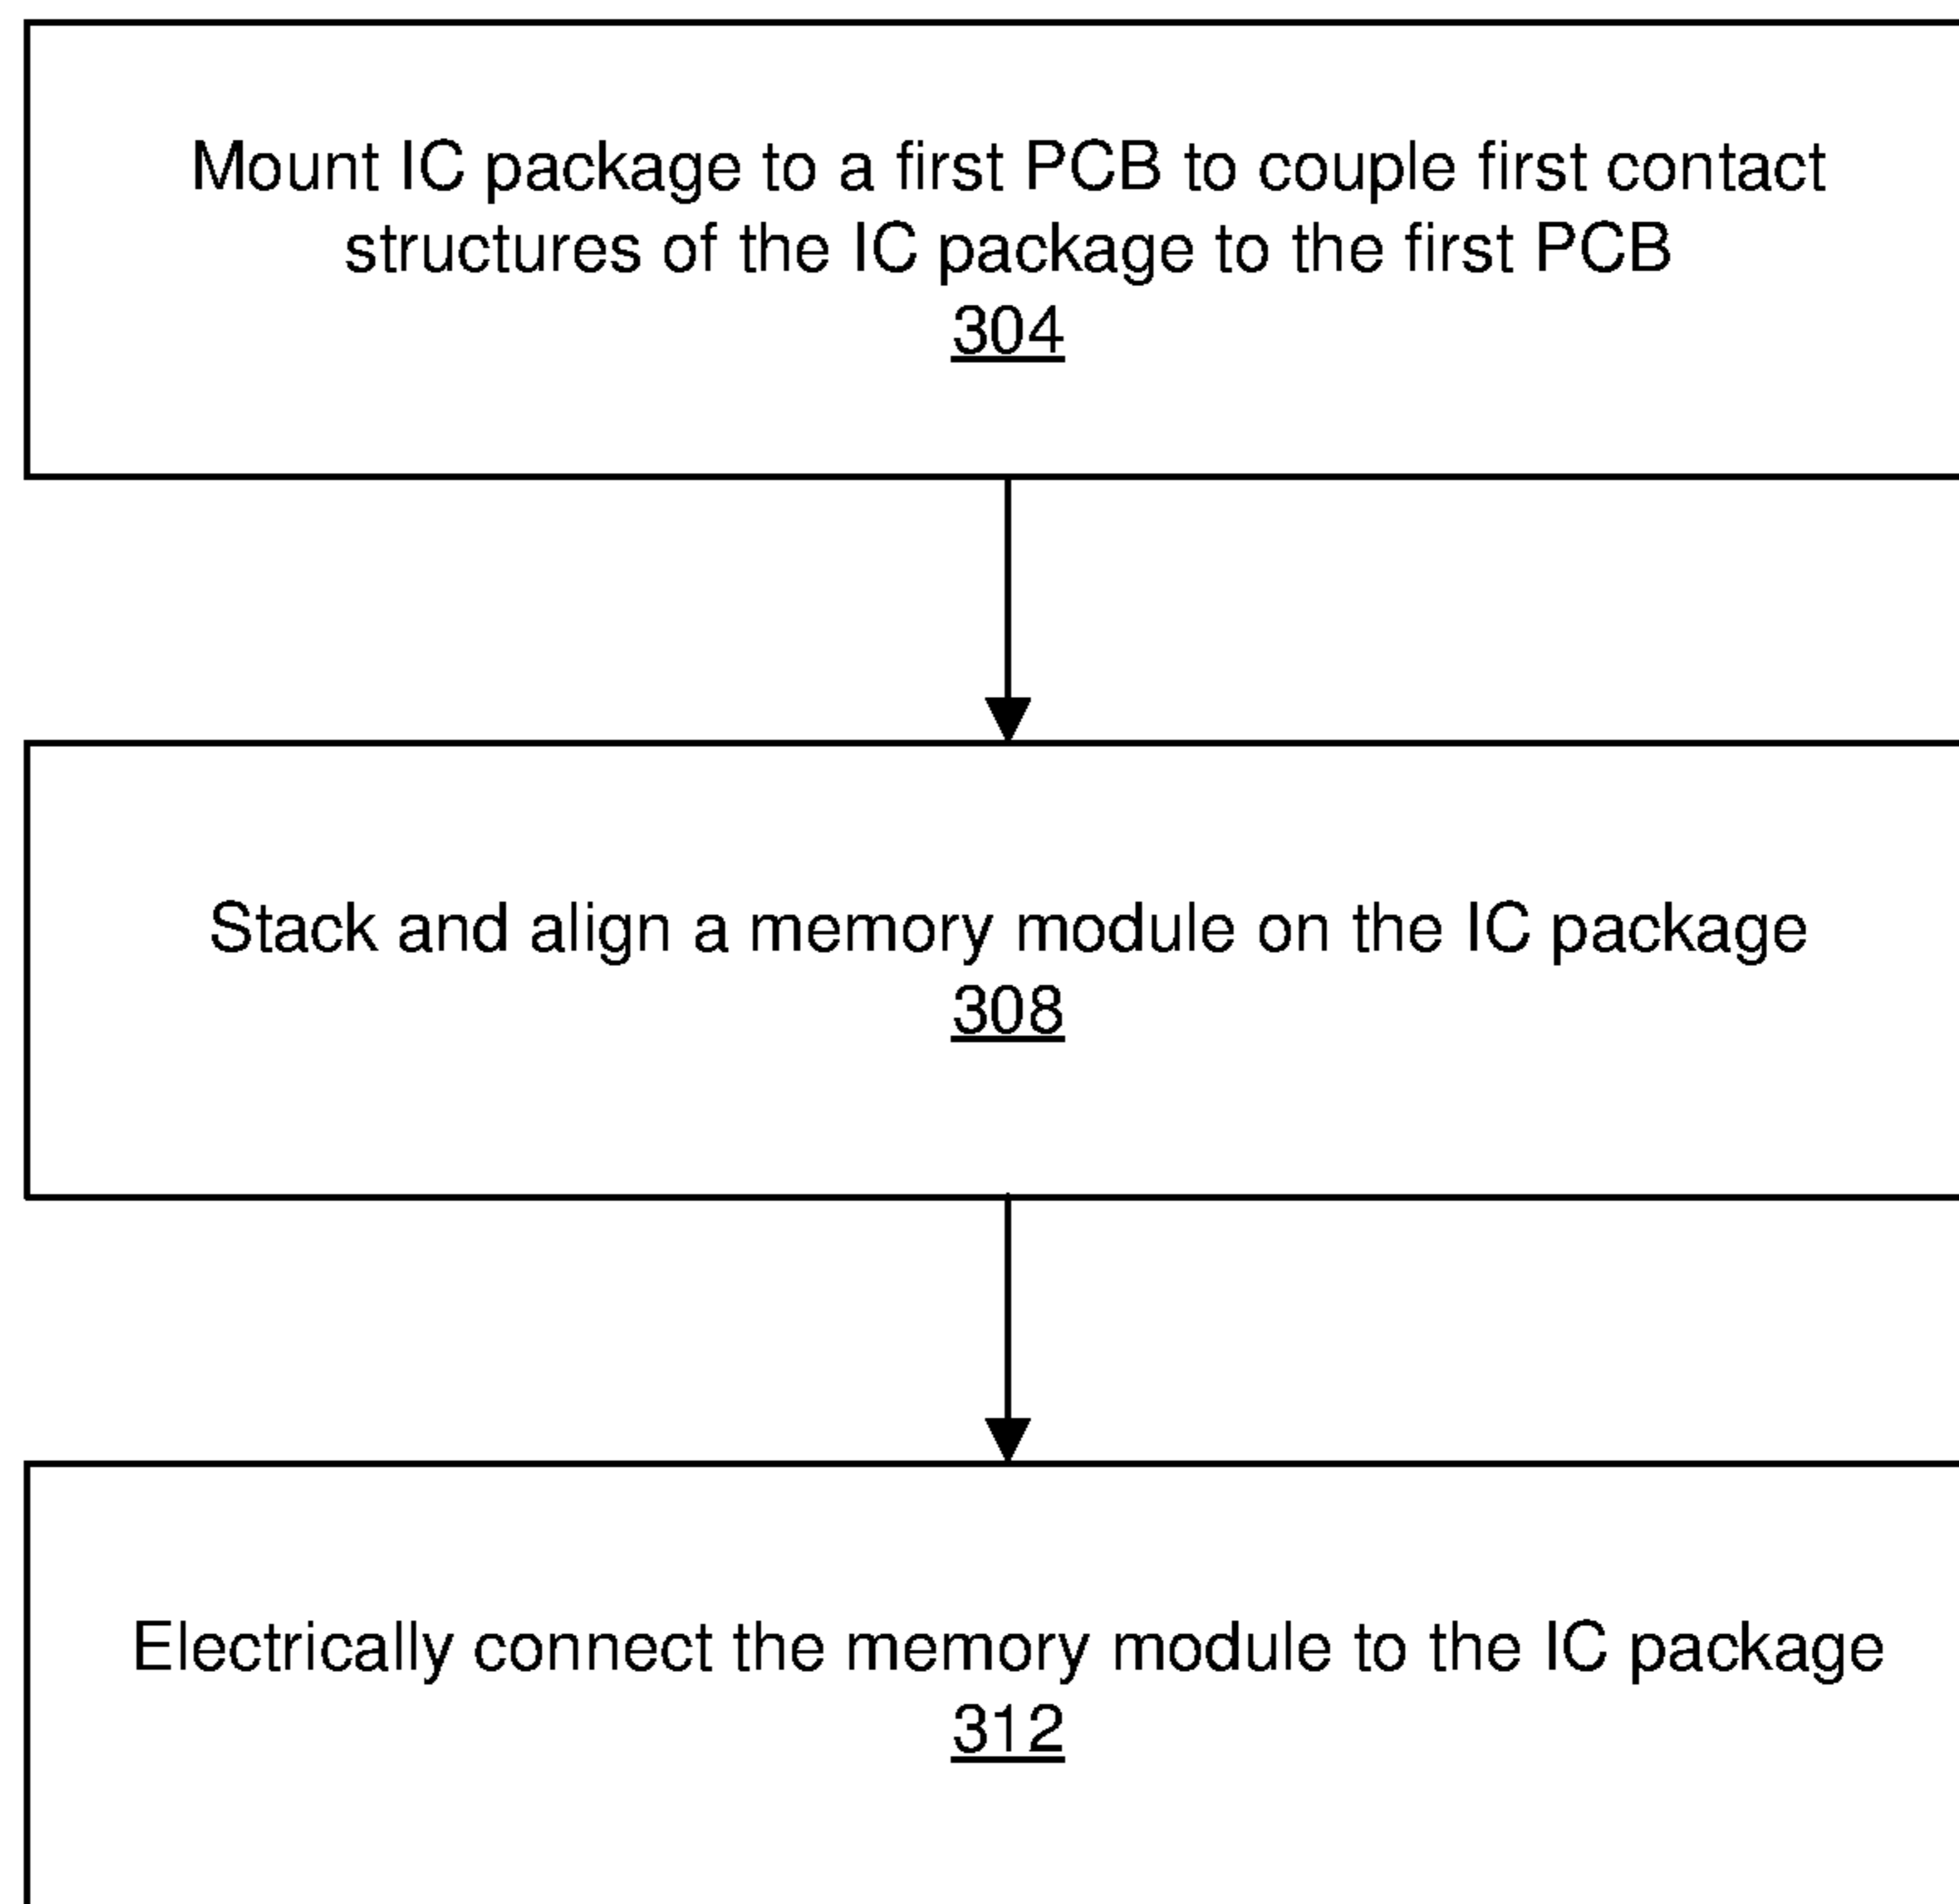 Mount IC package to a first PCB to couple first contact
structures of the IC package to the first PCB
304
Stack and align a memory module on the IC package
308
Electrically connect the memory module to the IC package
312